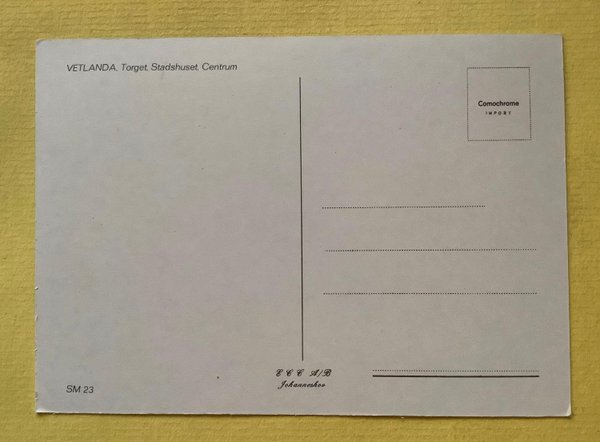 VETLANDA. Torget. Stadshuset. Centrum
Comochrome
IMPORT
E C C A/B
Johanneshov
SM 23